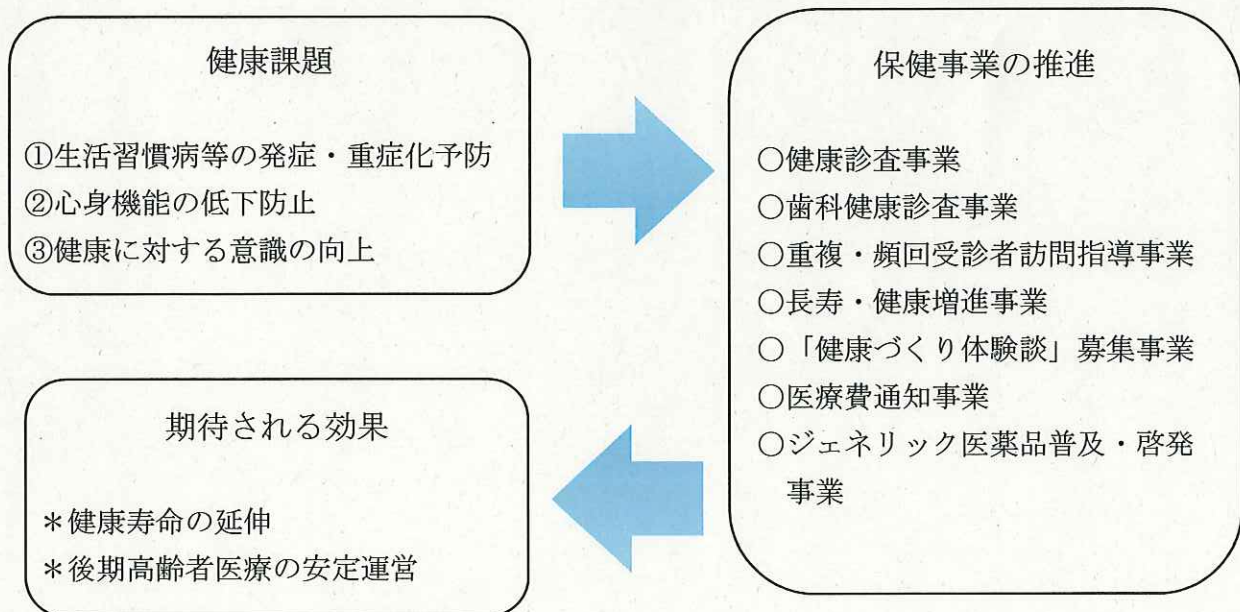 健康課題
①生活習慣病等の発症・重症化予防
②心身機能の低下防止
③健康に対する意識の向上
保健事業の推進
○健康診査事業
○歯科健康診査事業
○重複・頻回受診者訪問指導事業
○長寿・健康増進事業
○「健康づくり体験談」募集事業
○医療費通知事業
○ジェネリック医薬品普及・啓発
事業
期待される効果
＊健康寿命の延伸
＊後期高齢者医療の安定運営